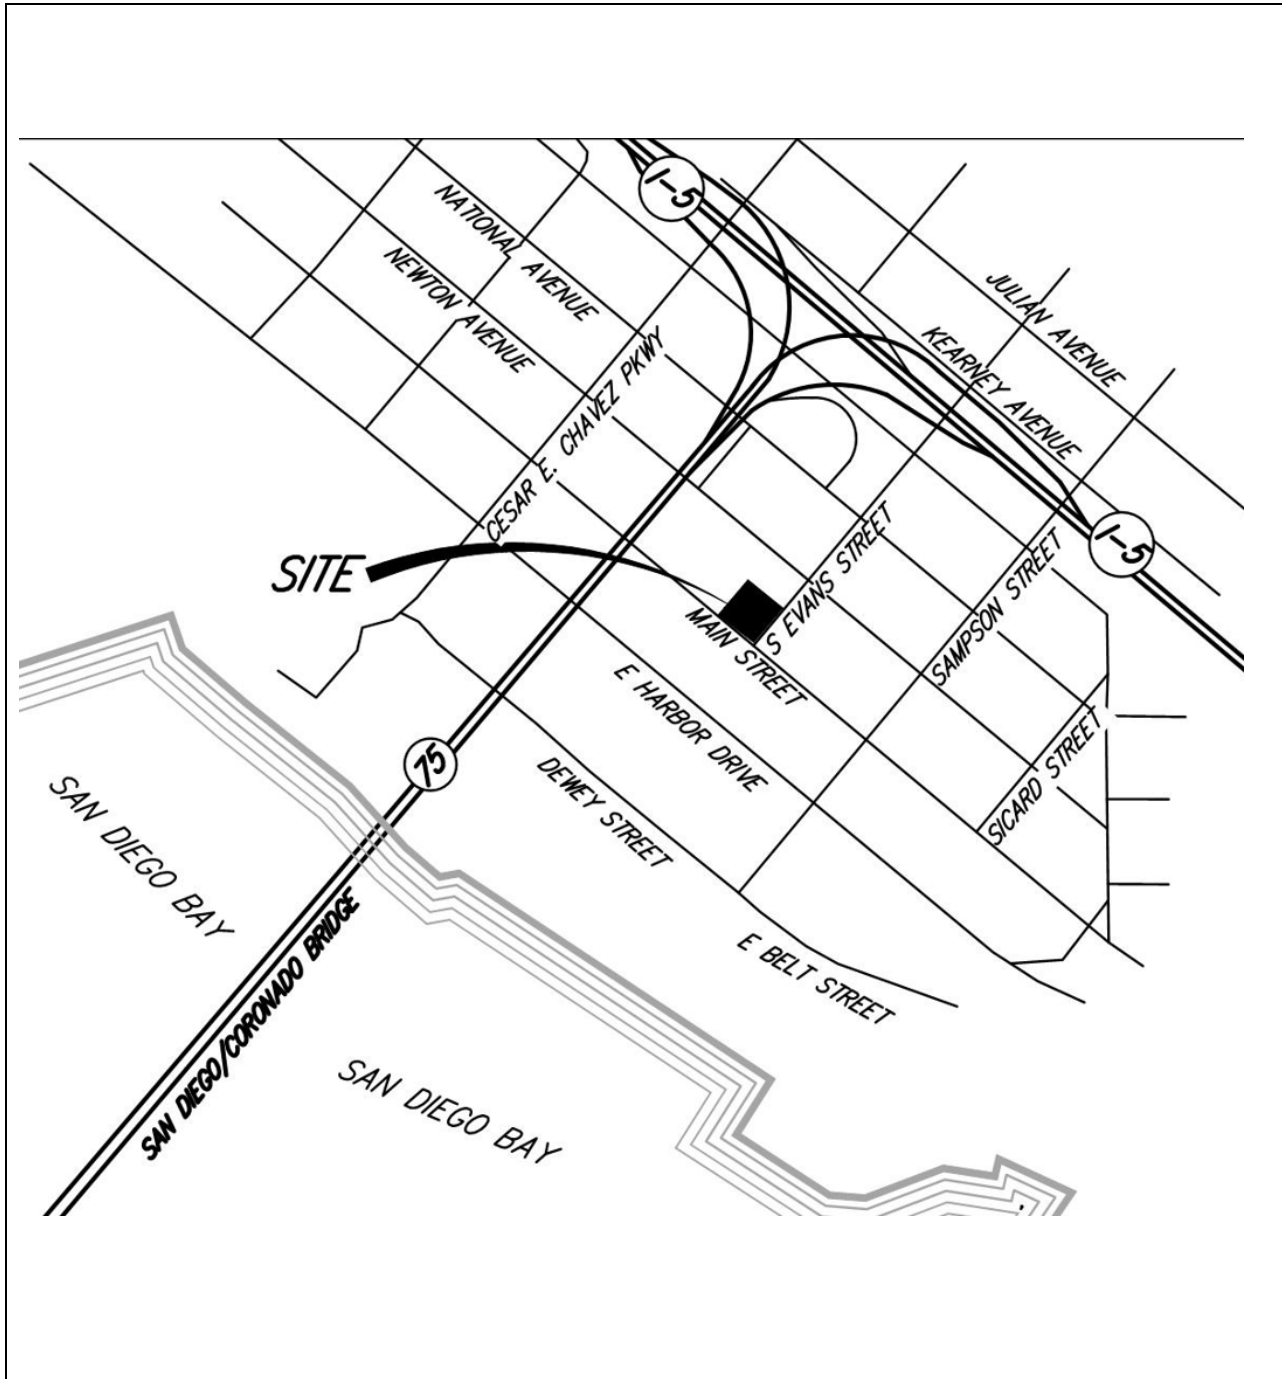 I-5
NATIONAL AVENUE
NEWTON AVENUE
JULIAN AVENUE
KEARNEY AVENUE
CESAR E. CHAVEZ PKWY
SITE
I-5
S EVANS STREET
SAMPSON STREET
MAIN STREET
E HARBOR DRIVE
SICARD STREET
75
DEWEY STREET
SAN DIEGO BAY
E BELT STREET
SAN DIEGO/CORONADO BRIDGE
SAN DIEGO BAY